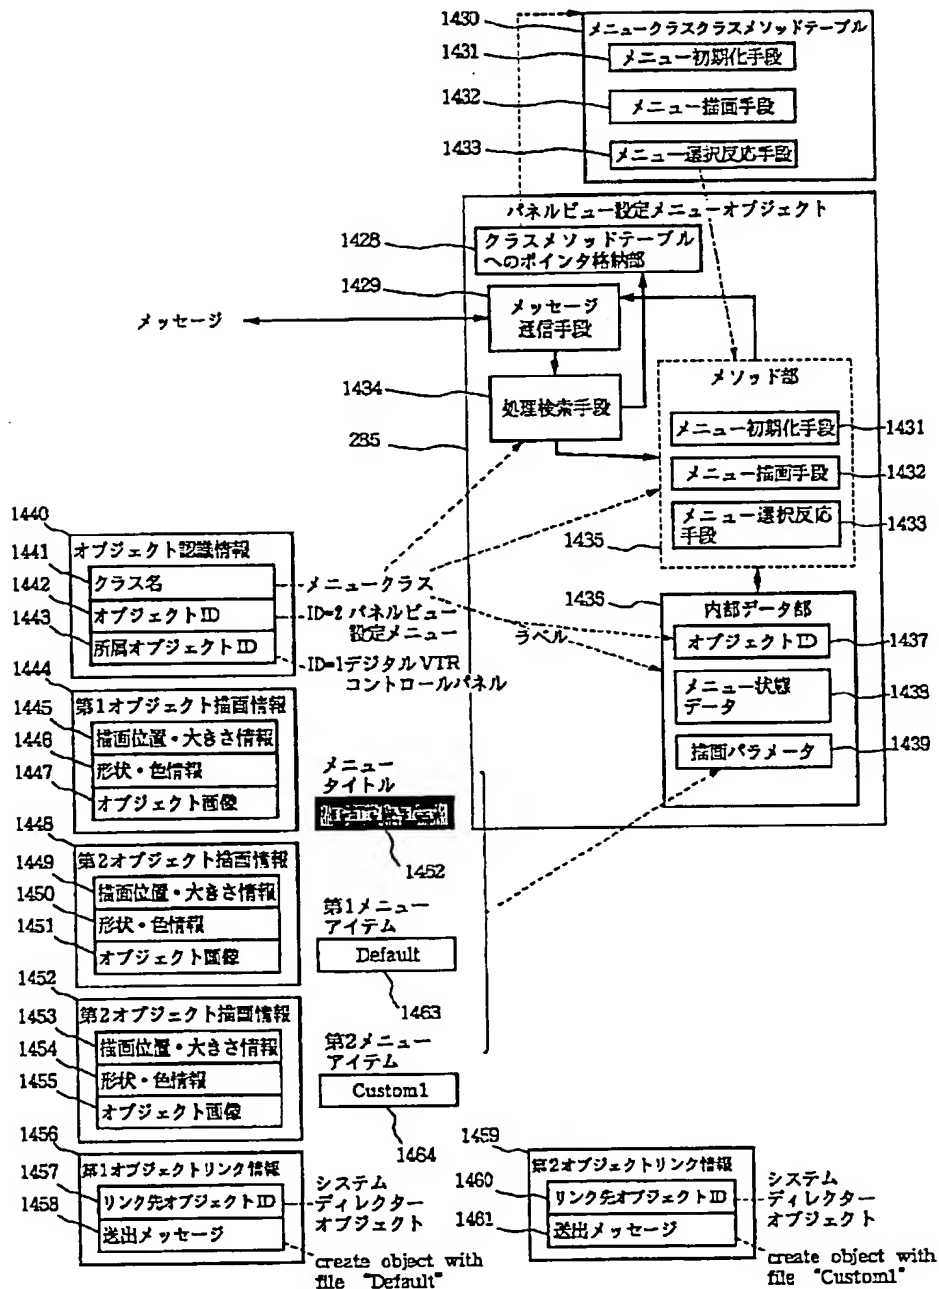 1430
メニュークラスクラスメソッドテーブル
1431
メニュー初期化手段
1432
メニュー描画手段
1433
メニュー選択反応手段
パネルビュー設定メニューオブジェクト
1428
クラスメソッドテーブル
へのポインタ格納部
1429
メッセージ
通信手段
メッセージ
1434
処理検索手段
285
メソッド部
メニュー初期化手段
1431
メニュー描画手段
1432
メニュー選択反応
手段
1433
1435
1436
内部データ部
オブジェクトID
1437
メニュー状態
データ
1438
描画パラメータ
1439
1440
オブジェクト認識情報
1441
クラス名
メニュークラス
1442
オブジェクトID
ID=2 パネルビュー
設定メニュー
ラベル
1443
所属オブジェクトID
ID=1デジタルVTR
コントロールパネル
1444
第1オブジェクト描画情報
1445
描画位置・大きさ情報
1446
形状・色情報
1447
オブジェクト画像
メニュー
タイトル
1452
1448
第2オブジェクト描画情報
1449
描画位置・大きさ情報
1450
形状・色情報
1451
オブジェクト画像
第1メニュー
アイテム
Default
1463
1452
第2オブジェクト描画情報
1453
描画位置・大きさ情報
1454
形状・色情報
1455
オブジェクト画像
第2メニュー
アイテム
Custom1
1464
1456
第1オブジェクトリンク情報
1457
リンク先オブジェクトID
1458
送出メッセージ
システム
ディレクター
オブジェクト
create object with
file "Default"
1459
第2オブジェクトリンク情報
1460
リンク先オブジェクトID
1461
送出メッセージ
システム
ディレクター
オブジェクト
create object with
file "Custom1"